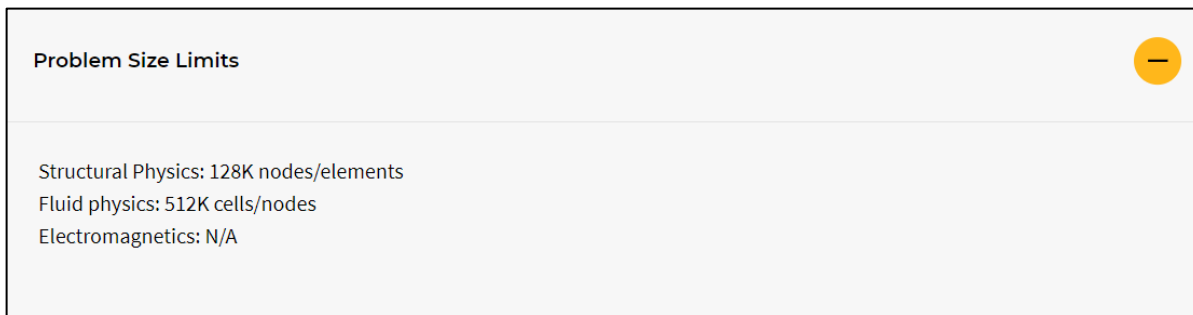 Problem Size Limits
Structural Physics: 128K nodes/elements
Fluid physics: 512K cells/nodes
Electromagnetics: N/A